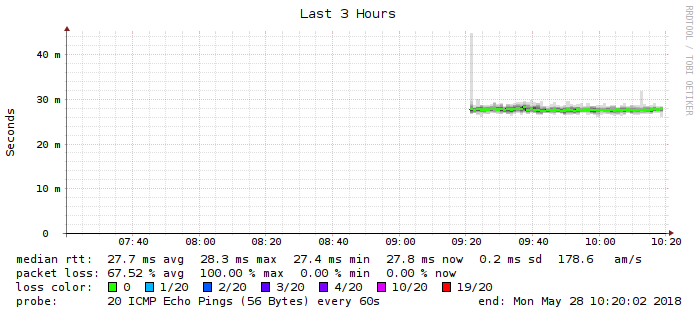 Last 3 Hours
RRDTOOL / TOBI OETIKER
Seconds
40 m
30 m
20 m
10 m
0
07:40 08:00 08:20 08:40 09:00 09:20 09:40 10:00 10:20
median rtt: 27.7 ms avg 28.3 ms max 27.4 ms min 27.8 ms now 0.2 ms sd 178.6 am/s
packet loss: 67.52 % avg 100.00 % max 0.00 % min 0.00 % now
loss color: 0 1/20 2/20 3/20 4/20 10/20 19/20
probe: 20 ICMP Echo Pings (56 Bytes) every 60s end: Mon May 28 10:20:02 2018